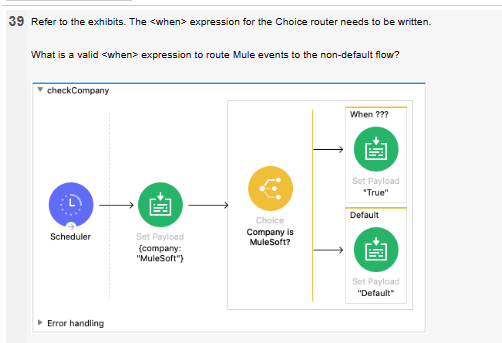 39 Refer to the exhibits. The <when> expression for the Choice router needs to be written.
What is a valid <when> expression to route Mule events to the non-default flow?
checkCompany
When ???
Set Payload
"True"
Scheduler
Set Payload
{company:
"MuleSoft"}
Choice
Company is
MuleSoft?
Default
Set Payload
"Default"
Error handling